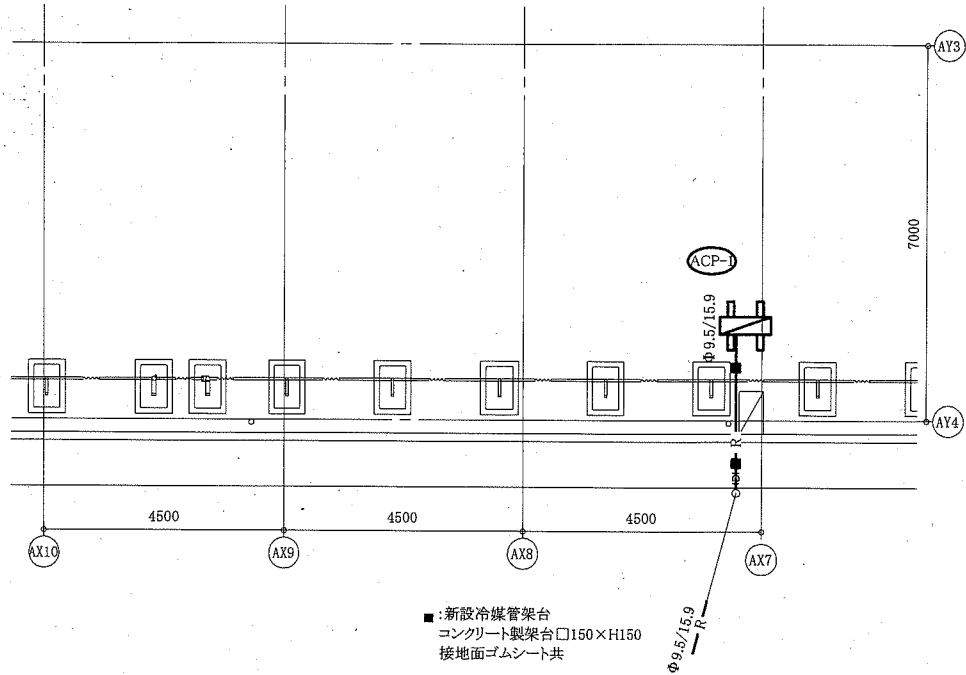 AY3
7000
ACP-1
Φ9.5/15.9
AY4
R
4500
4500
4500
AX10
AX9
AX8
AX7
■:新設冷媒管架台
コンクリート製架台□150×H150
接地面ゴムシート共
Φ9.5/15.9
R